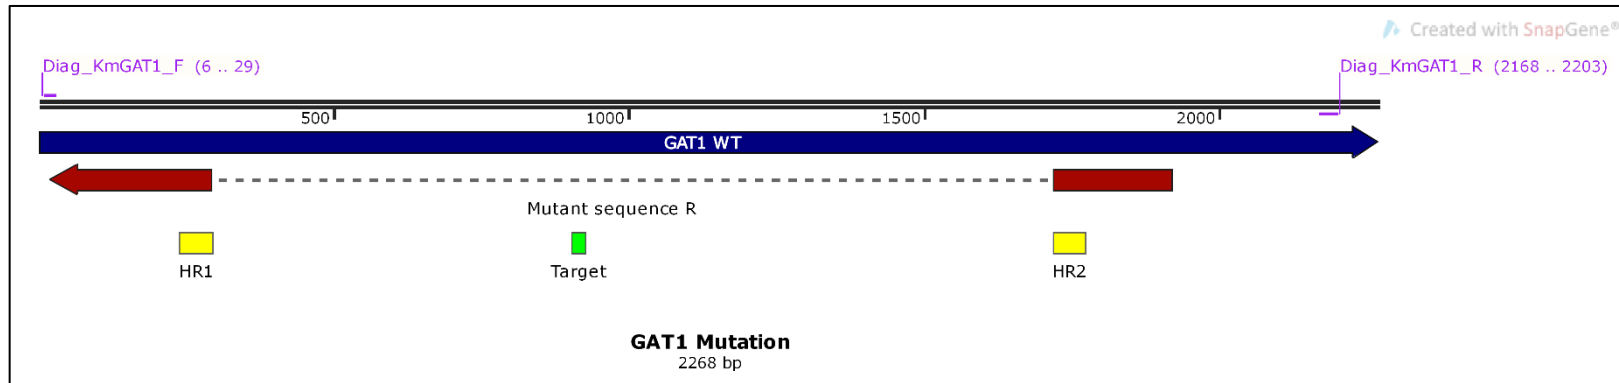 Created with SnapGene®
Diag_KmGAT1_F (6 .. 29)
Diag_KmGAT1_R (2168 .. 2203)
500
1000
1500
2000
GAT1 WT
Mutant sequence R
HR1
Target
HR2
GAT1 Mutation
2268 bp